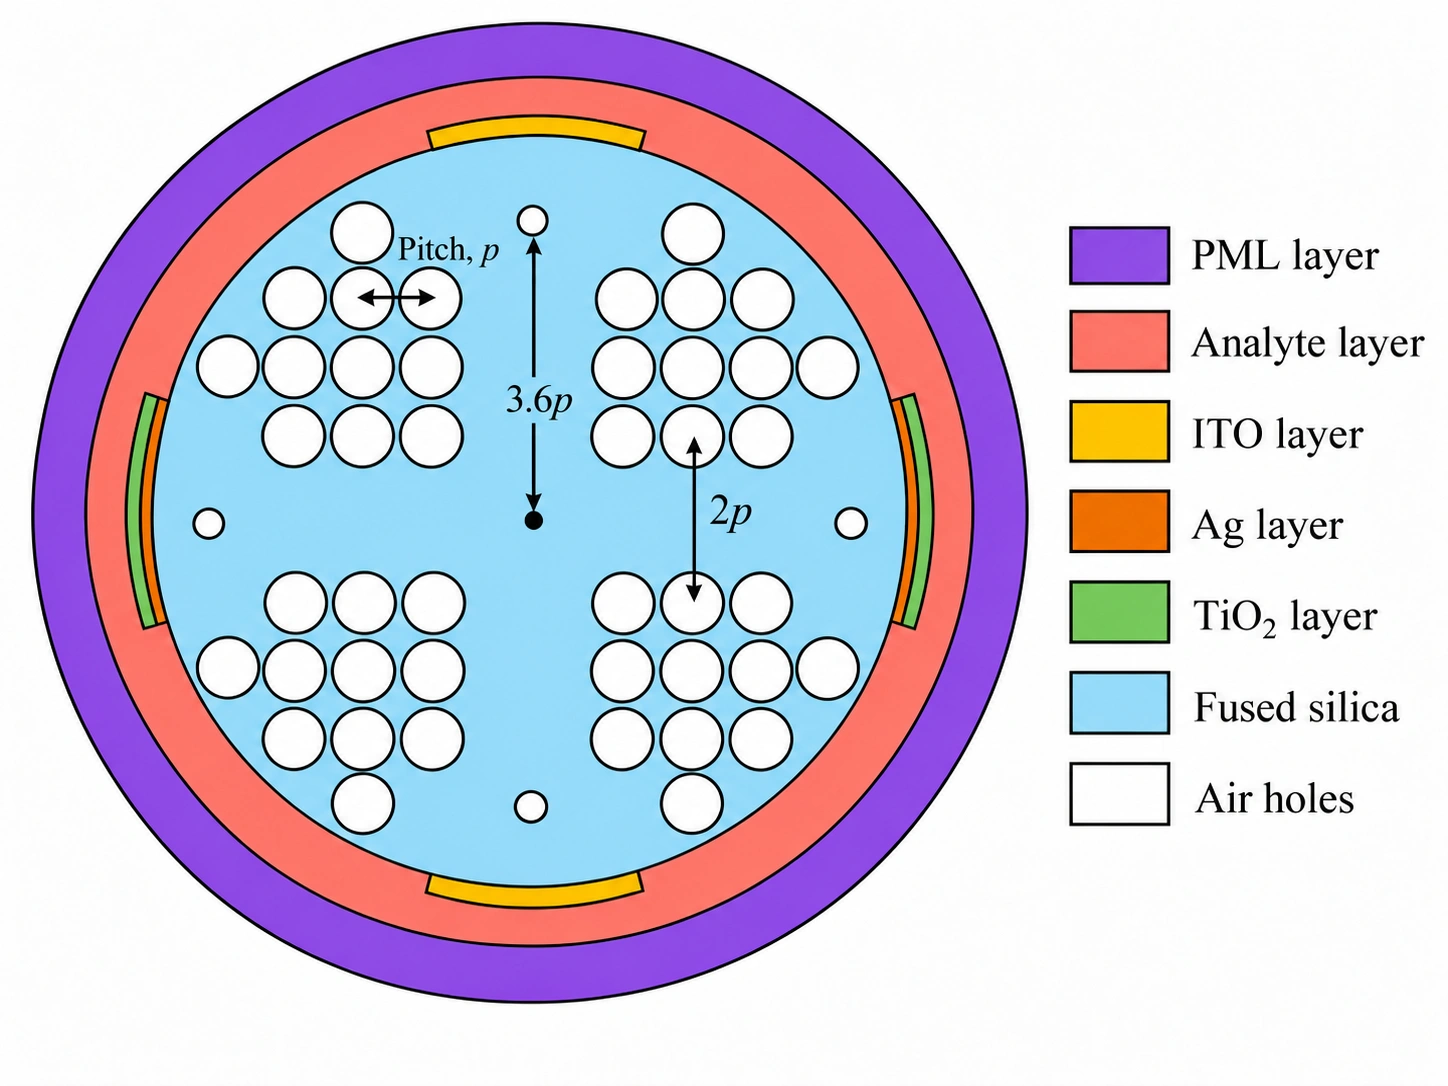 Pitch, p
3.6p
2p
PML layer
Analyte layer
ITO layer
Ag layer
TiO₂ layer
Fused silica
Air holes